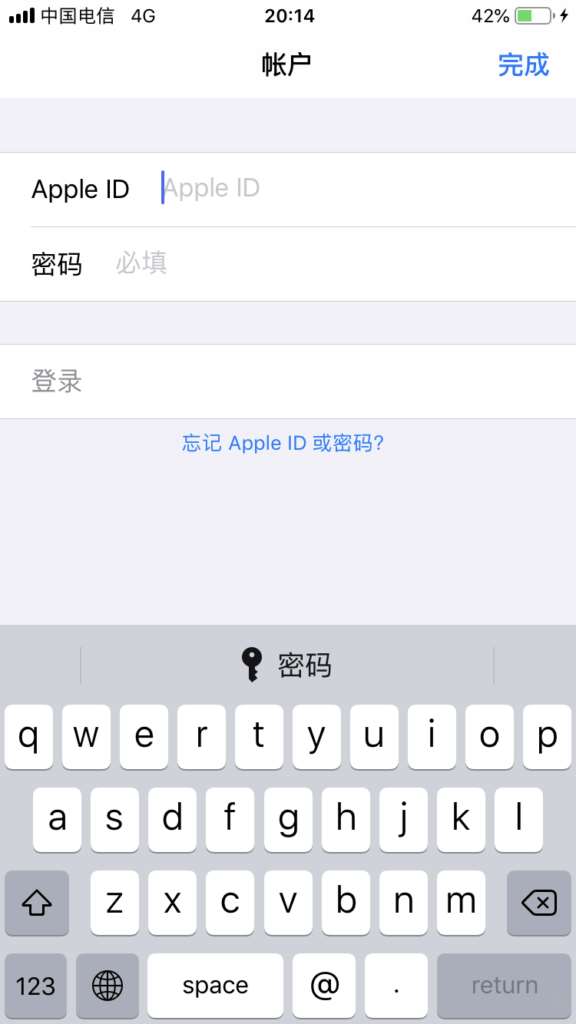 中国电信 4G 20:14 42%
帐户 完成
Apple ID Apple ID
密码 必填
登录
忘记 Apple ID 或密码?
密码
q w e r t y u i o p
a s d f g h j k l
z x c v b n m
123 space @ . return